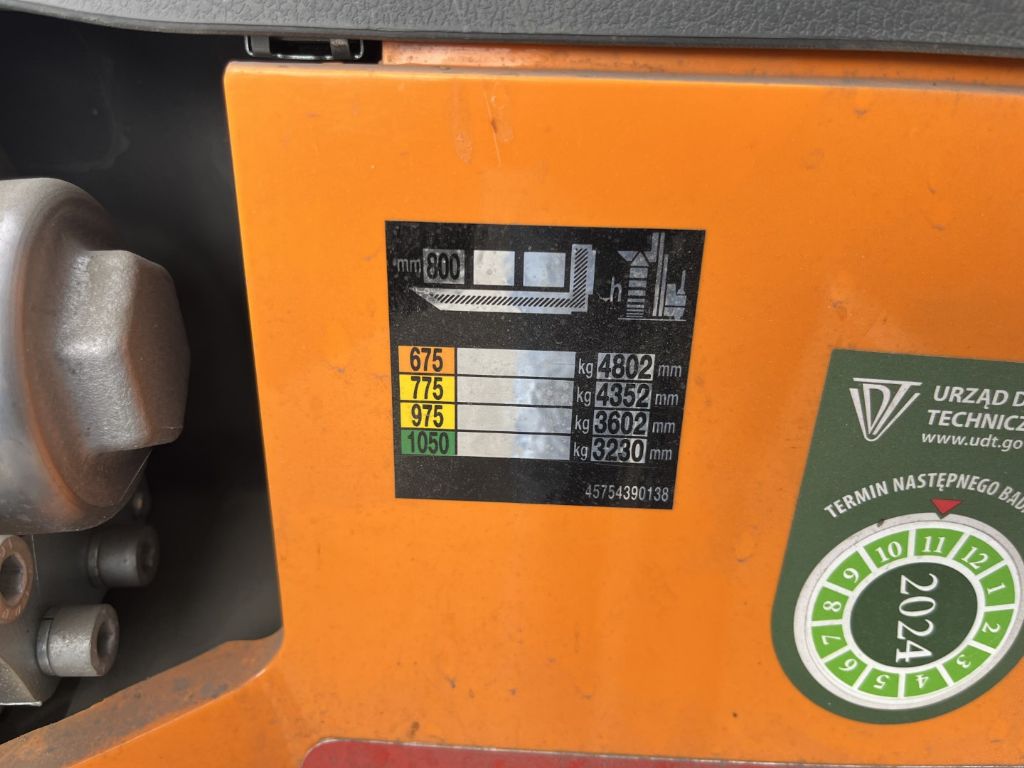 mm 800
h
675 kg 4802 mm
775 kg 4352 mm
975 kg 3602 mm
1050 kg 3230 mm
45754390138
UDT
URZĄD D
TECHNICZ
www.udt.go
TERMIN NASTĘPNEGO BADA
1 2 3 4 5 6 7 8 9 10 11 12
2024